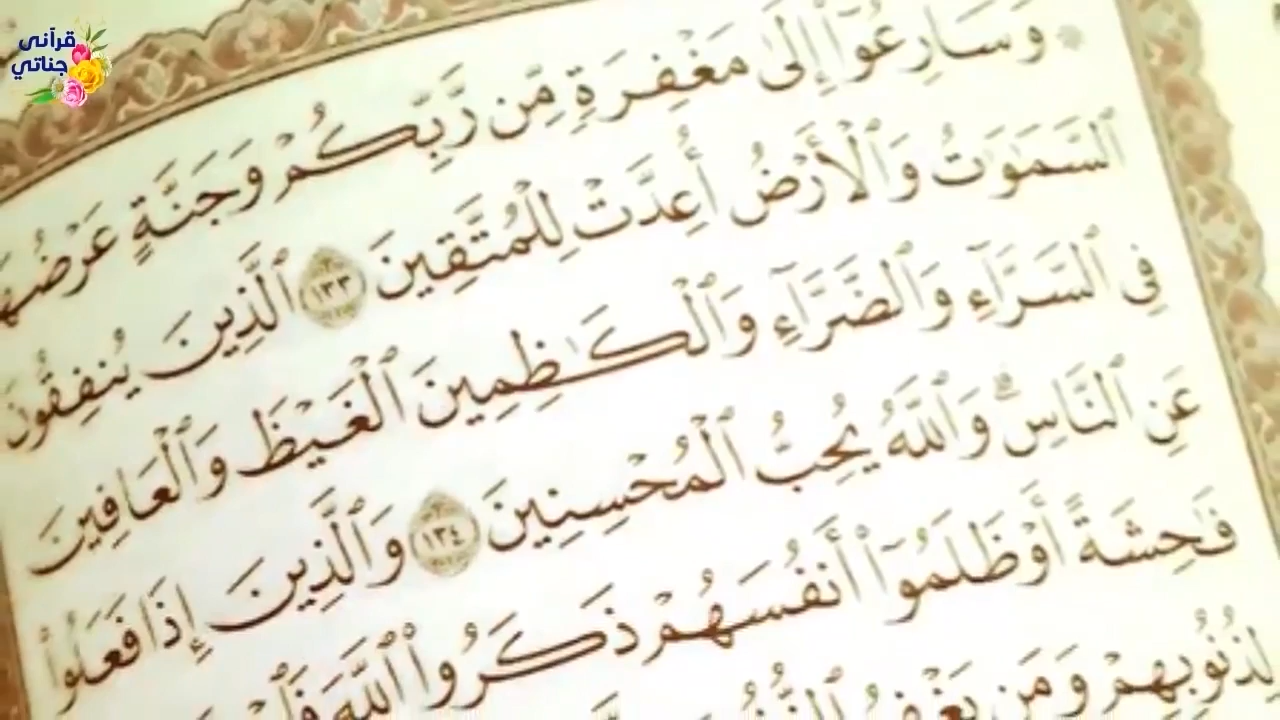 قرآنى
جناتي
۞ وَسَارِعُوٓا۟ إِلَىٰ مَغْفِرَةٍ مِّن رَّبِّكُمْ وَجَنَّةٍ عَرْضُهَا
ٱلسَّمَـٰوَٰتُ وَٱلْأَرْضُ أُعِدَّتْ لِلْمُتَّقِينَ ١٣٣ ٱلَّذِينَ يُنفِقُونَ
فِى ٱلسَّرَّآءِ وَٱلضَّرَّآءِ وَٱلْكَـٰظِمِينَ ٱلْغَيْظَ وَٱلْعَافِينَ
عَنِ ٱلنَّاسِ ۗ وَٱللَّهُ يُحِبُّ ٱلْمُحْسِنِينَ ١٣٤ وَٱلَّذِينَ إِذَا فَعَلُوا۟
فَـٰحِشَةً أَوْ ظَلَمُوٓا۟ أَنفُسَهُمْ ذَكَرُوا۟ ٱللَّهَ
لِذُنُوبِهِمْ وَمَن يَغْفِرُ